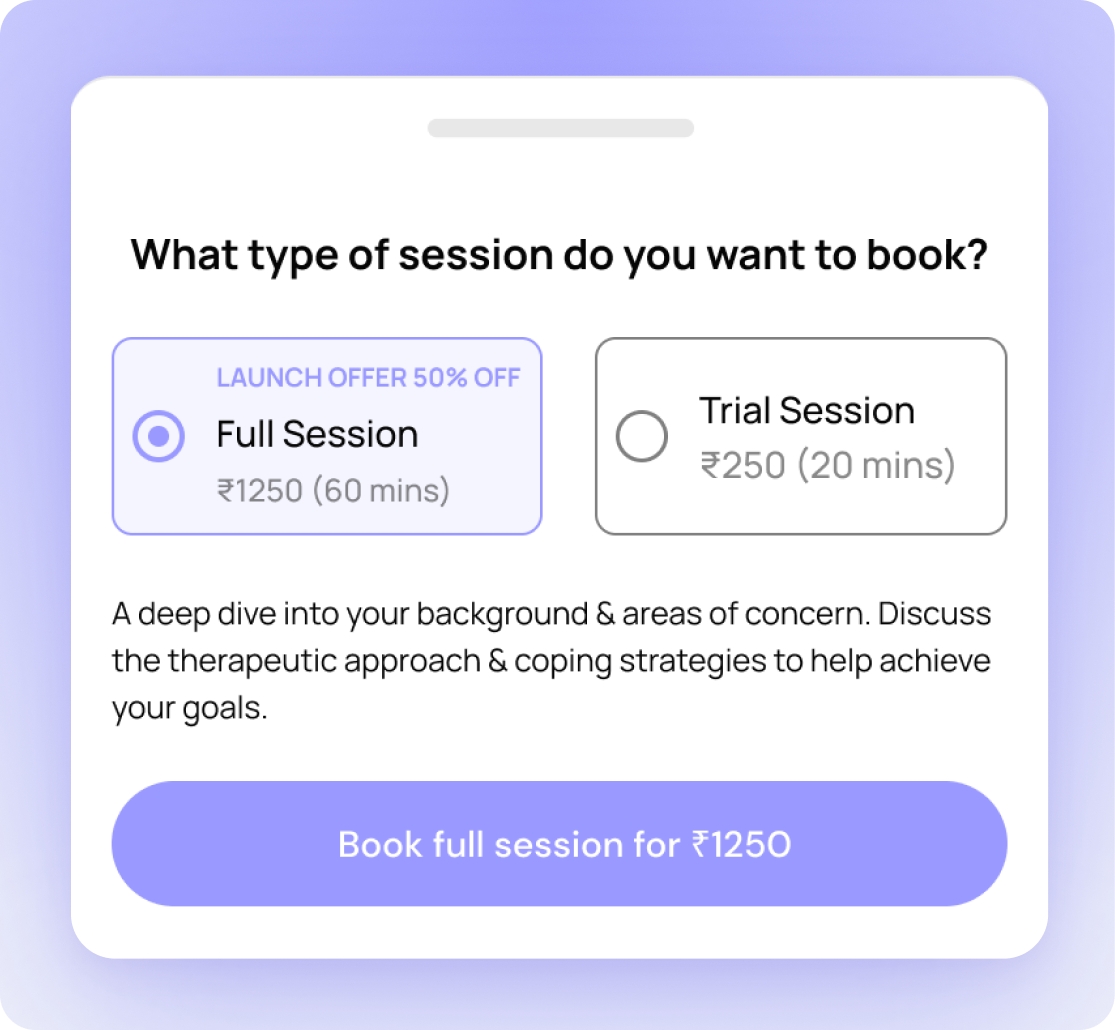 What type of session do you want to book?
LAUNCH OFFER 50% OFF
Full Session
₹1250 (60 mins)
Trial Session
₹250 (20 mins)
A deep dive into your background & areas of concern. Discuss
the therapeutic approach & coping strategies to help achieve
your goals.
Book full session for ₹1250